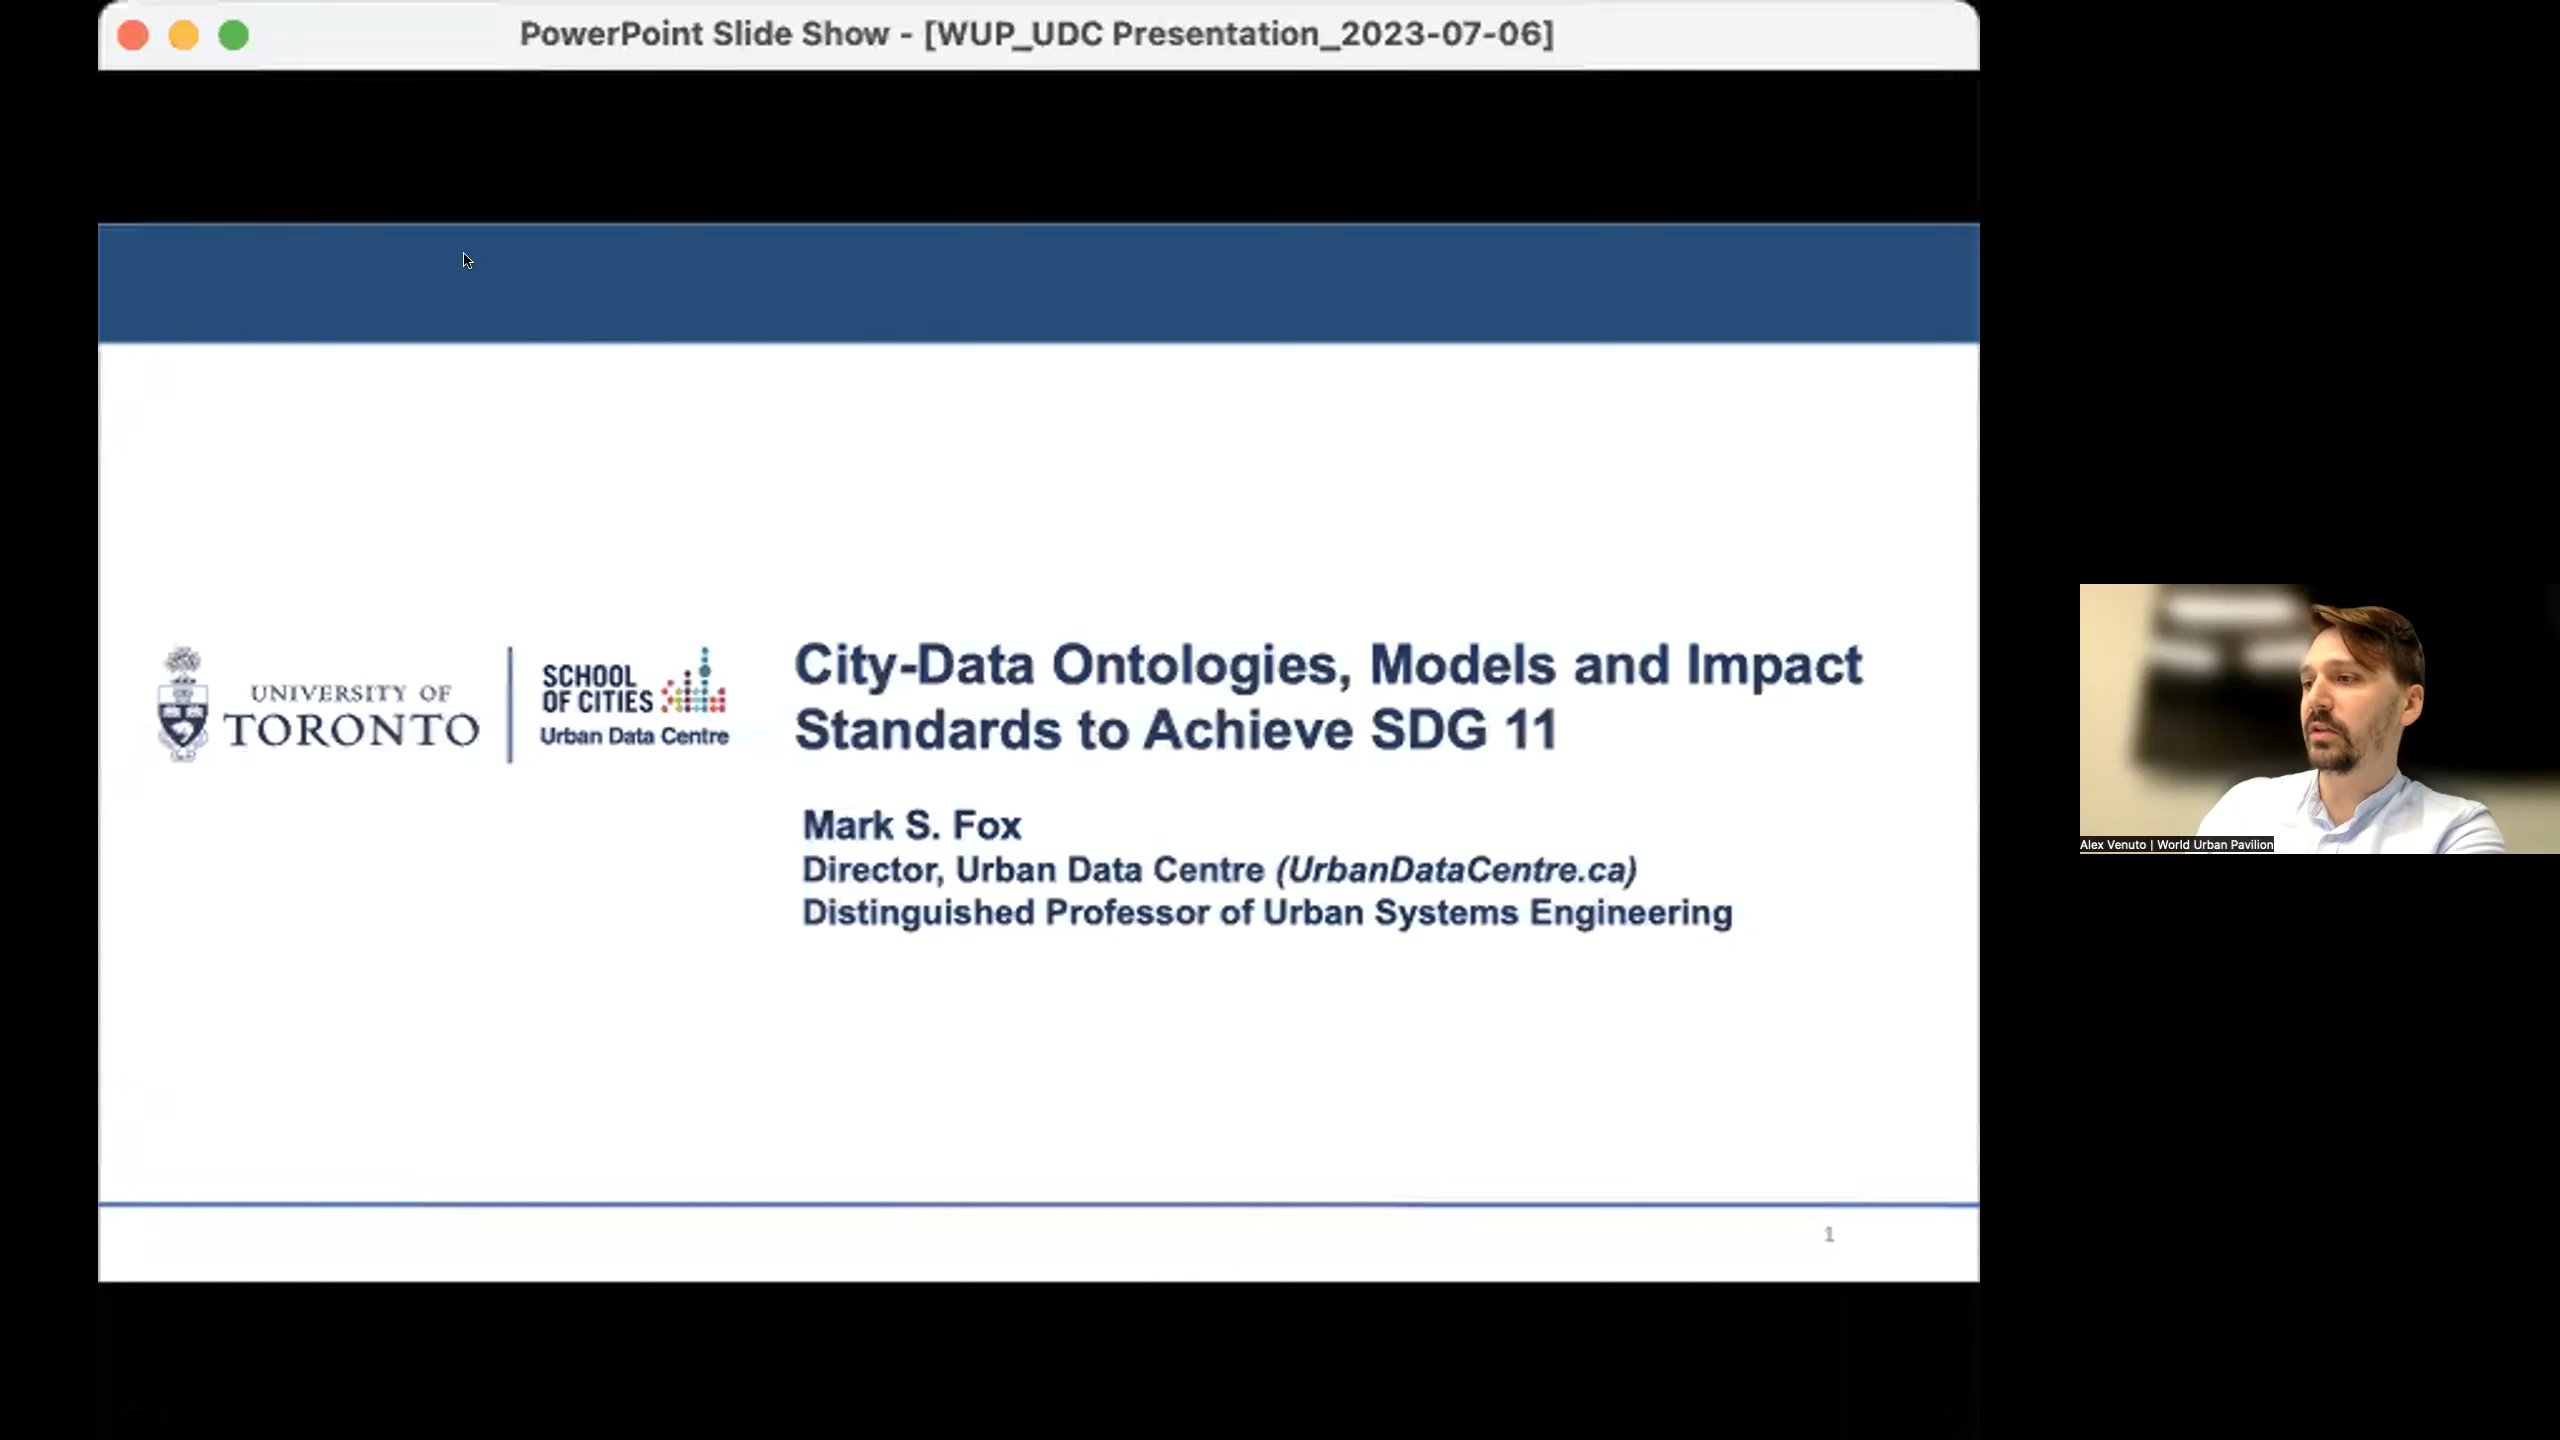 PowerPoint Slide Show - [WUP_UDC Presentation_2023-07-06]
UNIVERSITY OF
TORONTO
SCHOOL
OF CITIES
Urban Data Centre
City-Data Ontologies, Models and Impact
Standards to Achieve SDG 11
Mark S. Fox
Director, Urban Data Centre (UrbanDataCentre.ca)
Distinguished Professor of Urban Systems Engineering
Alex Venuto | World Urban Pavilion
1